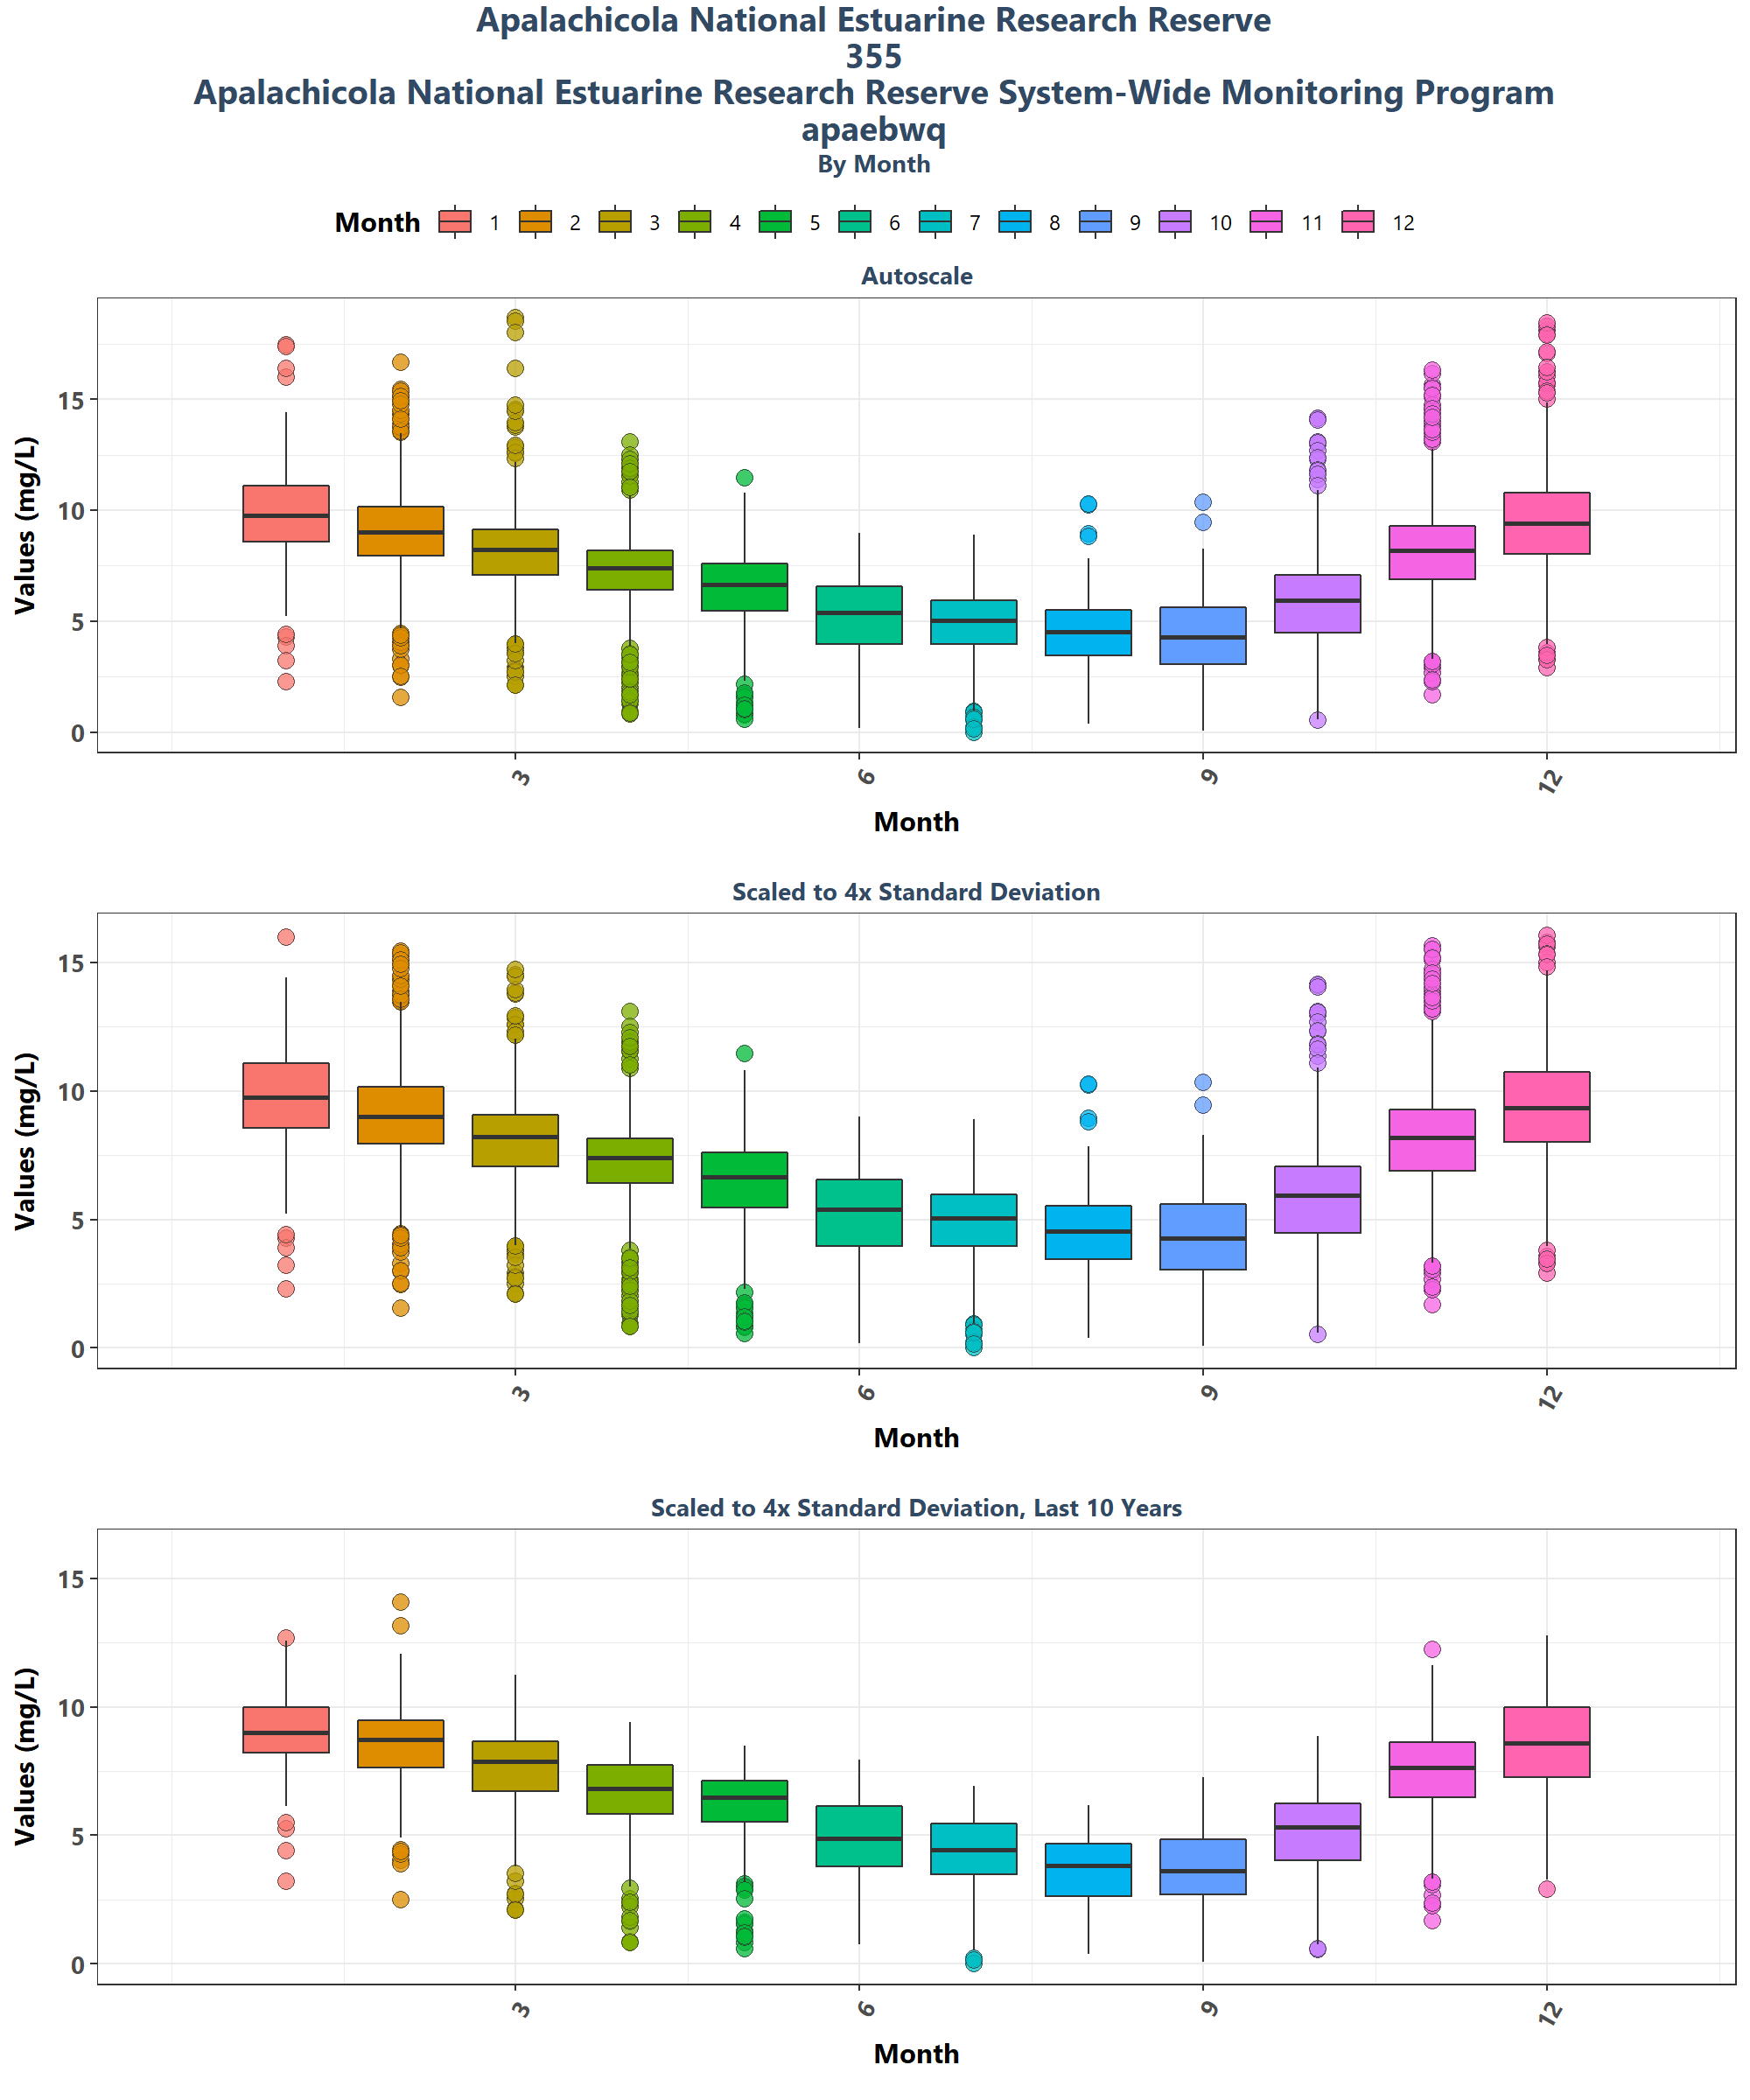 Apalachicola National Estuarine Research Reserve
355
Apalachicola National Estuarine Research Reserve System-Wide Monitoring Program
apaebwq
By Month
Month 1 2 3 4 5 6 7 8 9 10 11 12
Autoscale
Values (mg/L)
15
10
5
0
3 6 9 12
Month
Scaled to 4x Standard Deviation
Values (mg/L)
15
10
5
0
3 6 9 12
Month
Scaled to 4x Standard Deviation, Last 10 Years
Values (mg/L)
15
10
5
0
3 6 9 12
Month